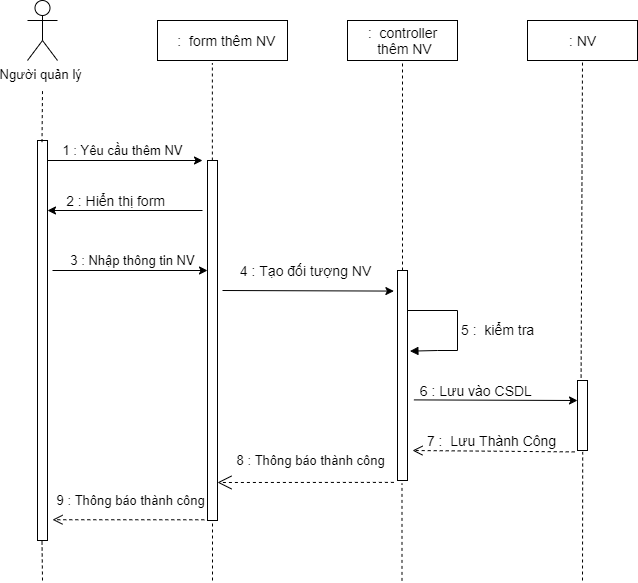 Người quản lý
: form thêm NV
: controller
thêm NV
: NV
1 : Yêu cầu thêm NV
2 : Hiển thị form
3 : Nhập thông tin NV
4 : Tạo đối tượng NV
5 : kiểm tra
6 : Lưu vào CSDL
7 : Lưu Thành Công
8 : Thông báo thành công
9 : Thông báo thành công